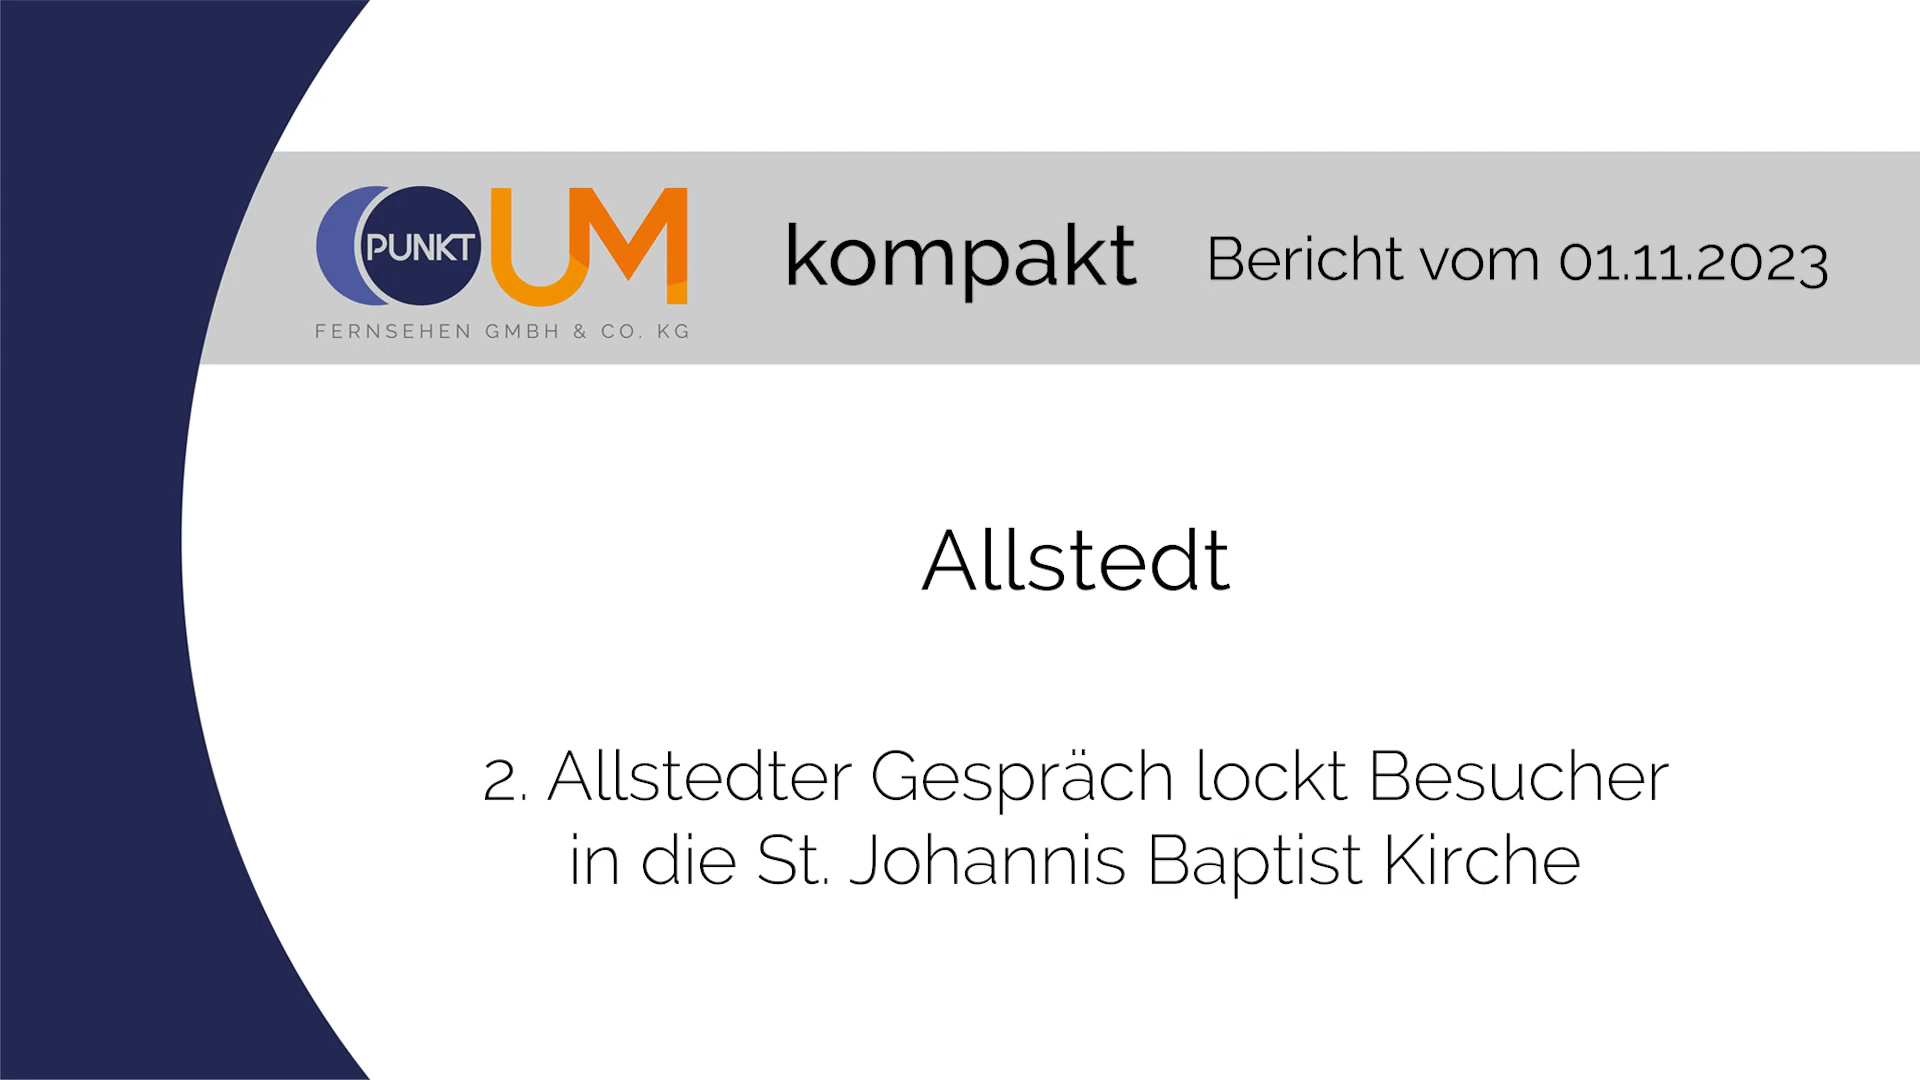 PUNKT UM
FERNSEHEN GMBH & CO. KG
kompakt
Bericht vom 01.11.2023
Allstedt
2. Allstedter Gespräch lockt Besucher
in die St. Johannis Baptist Kirche